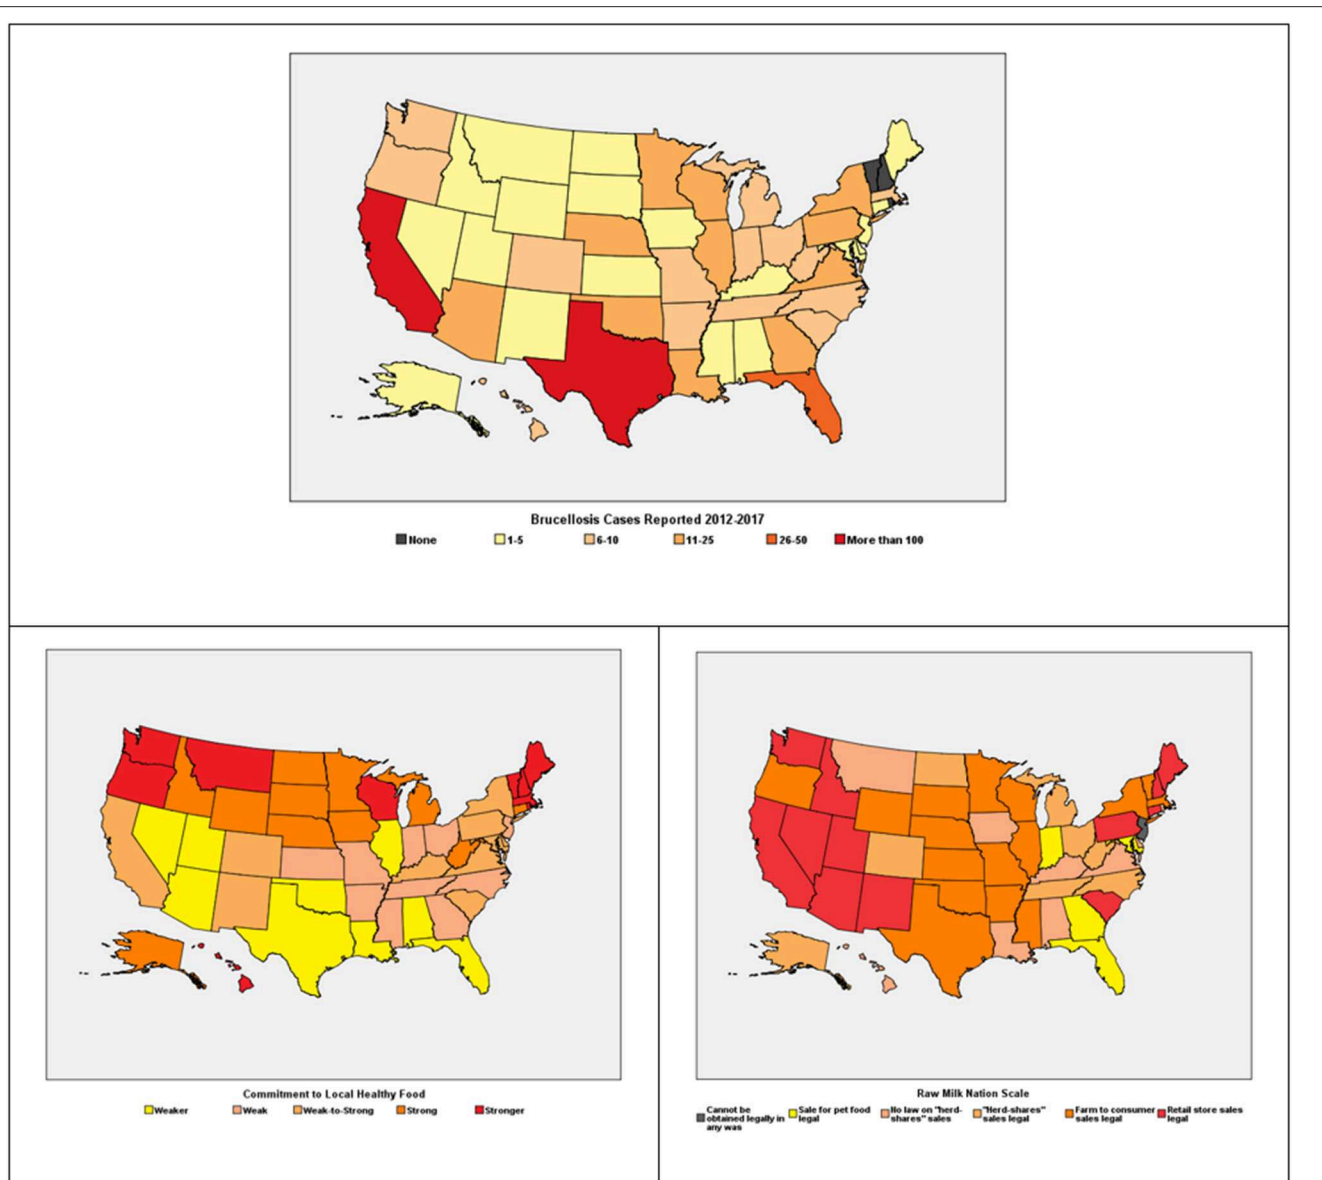 Brucellosis Cases Reported 2012-2017
None 1-5 6-10 11-25 26-50 More than 100
Commitment to Local Healthy Food
Weaker Weak Weak-to-Strong Strong Stronger
Raw Milk Nation Scale
Cannot be obtained legally in any was
Sale for pet food legal
No law on "herd-shares" sales
"Herd-shares" sales legal
Farm to consumer sales legal
Retail store sales legal